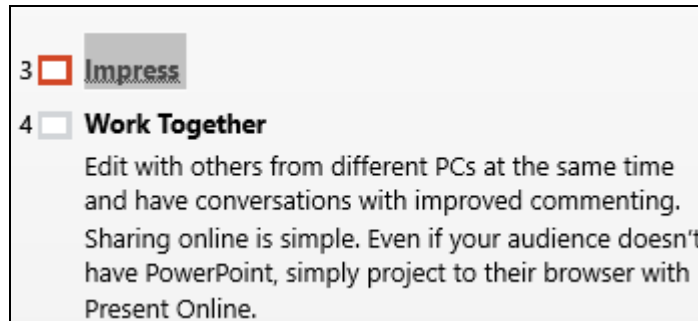 3 Impress
4 Work Together
Edit with others from different PCs at the same time
and have conversations with improved commenting.
Sharing online is simple. Even if your audience doesn't
have PowerPoint, simply project to their browser with
Present Online.